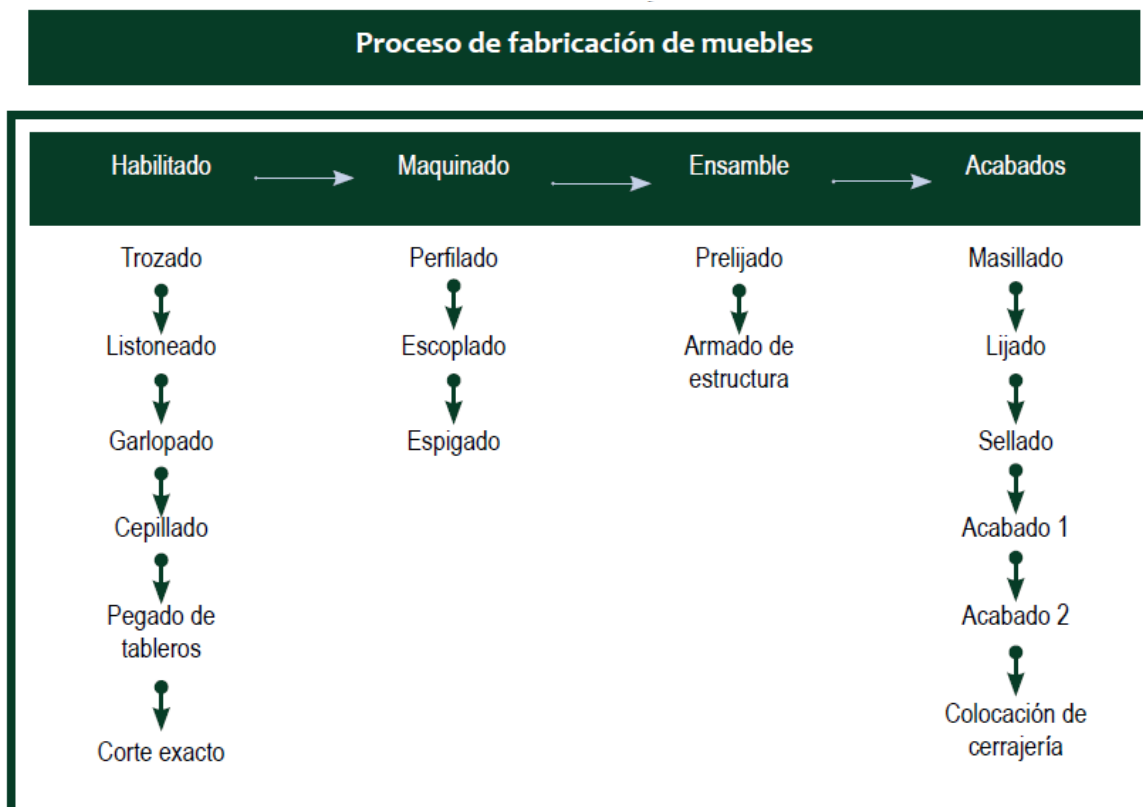 Proceso de fabricación de muebles
Habilitado
Maquinado
Ensamble
Acabados
Trozado
Listoneado
Garlopado
Cepillado
Pegado de
tableros
Corte exacto
Perfilado
Escoplado
Espigado
Prelijado
Armado de
estructura
Masillado
Lijado
Sellado
Acabado 1
Acabado 2
Colocación de
cerrajería